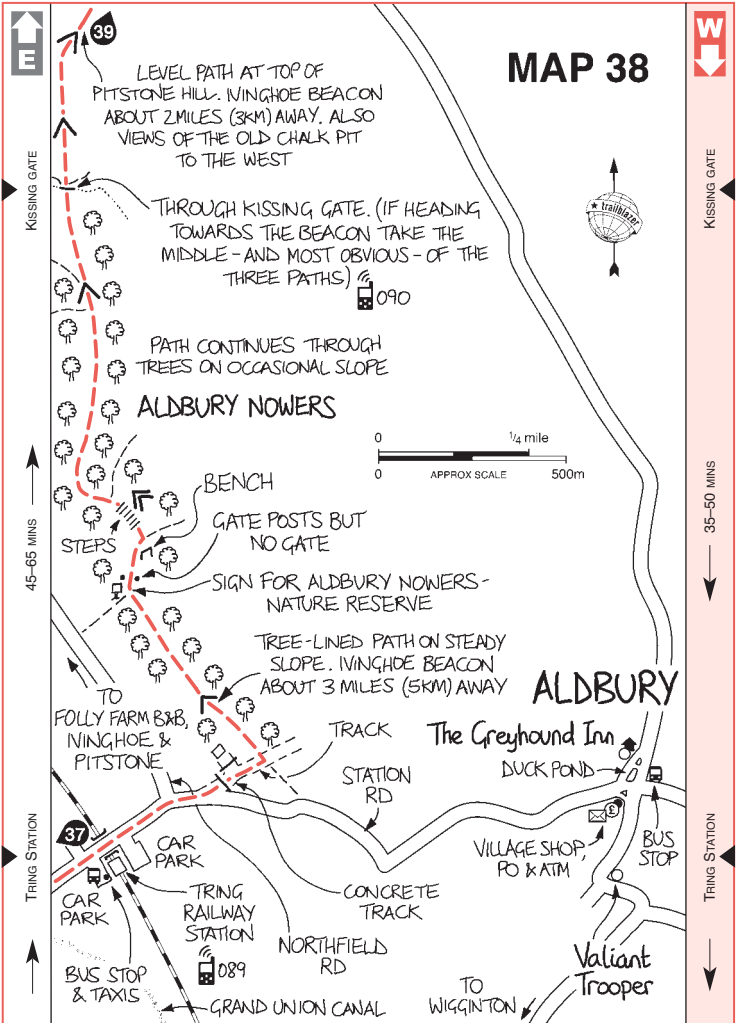 E
39
MAP 38
W
LEVEL PATH AT TOP OF
PITSTONE HILL. IVINGHOE BEACON
ABOUT 2MILES (3KM) AWAY. ALSO
VIEWS OF THE OLD CHALK PIT
TO THE WEST
KISSING GATE
KISSING GATE
trailblazer
THROUGH KISSING GATE. (IF HEADING
TOWARDS THE BEACON TAKE THE
MIDDLE-AND MOST OBVIOUS-OF THE
THREE PATHS)
090
PATH CONTINUES THROUGH
TREES ON OCCASIONAL SLOPE
ALDBURY NOWERS
0 1/4 mile
0 APPROX SCALE 500m
BENCH
GATE POSTS BUT
NO GATE
STEPS
45–65 MINS
35–50 MINS
SIGN FOR ALDBURY NOWERS-
NATURE RESERVE
TREE-LINED PATH ON STEADY
SLOPE. IVINGHOE BEACON
ABOUT 3 MILES (5KM) AWAY
ALDBURY
TO
FOLLY FARM B&B,
IVINGHOE &
PITSTONE
TRACK
The Greyhound Inn
DUCK POND
STATION
RD
£
VILLAGE SHOP,
PO & ATM
BUS
STOP
37
CAR
PARK
TRING STATION
TRING STATION
CAR
PARK
TRING
RAILWAY
STATION
089
CONCRETE
TRACK
NORTHFIELD
RD
BUS STOP
& TAXIS
GRAND UNION CANAL
Valiant
Trooper
TO
WIGGINTON